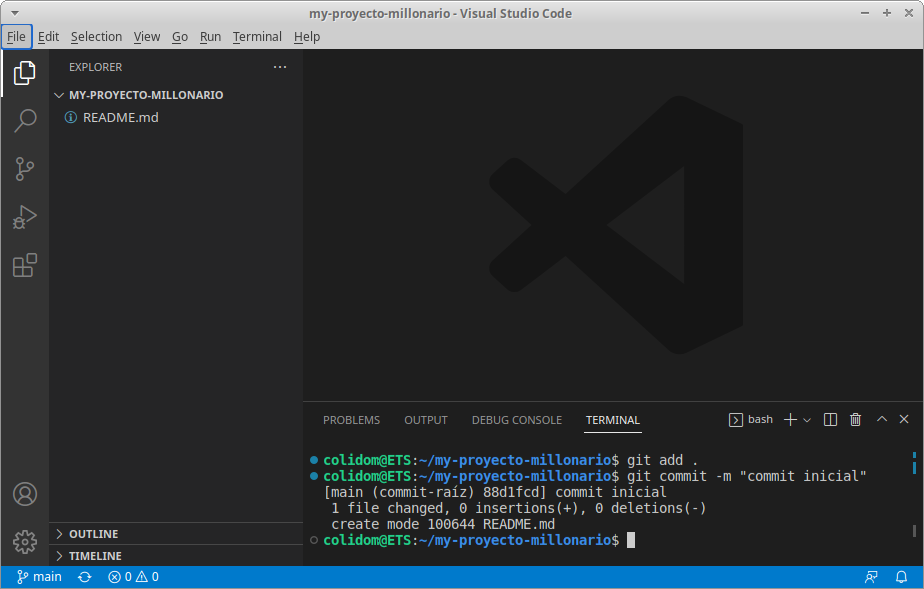 my-proyecto-millonario - Visual Studio Code
File Edit Selection View Go Run Terminal Help
EXPLORER
MY-PROYECTO-MILLONARIO
README.md
OUTLINE
TIMELINE
PROBLEMS OUTPUT DEBUG CONSOLE TERMINAL bash
colidom@ETS:~/my-proyecto-millonario$ git add .
colidom@ETS:~/my-proyecto-millonario$ git commit -m "commit inicial"
[main (commit-raíz) 88d1fcd] commit inicial
1 file changed, 0 insertions(+), 0 deletions(-)
create mode 100644 README.md
colidom@ETS:~/my-proyecto-millonario$
main 0 0